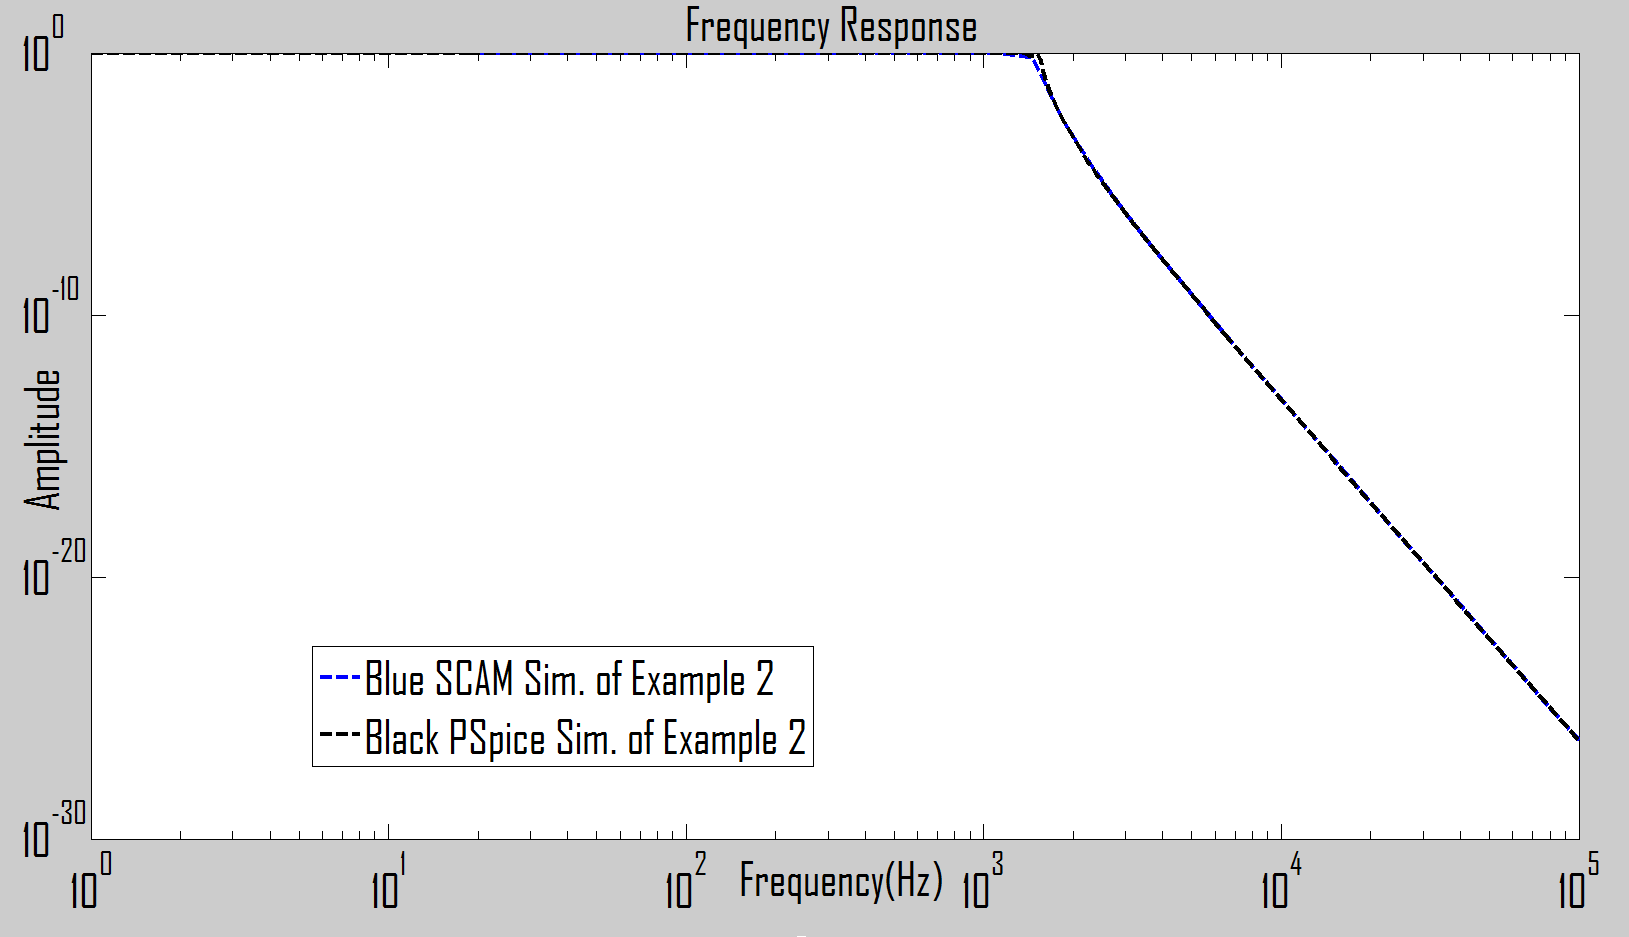 Frequency Response
10^0
10^-10
10^-20
10^-30
Amplitude
Blue SCAM Sim. of Example 2
Black PSpice Sim. of Example 2
10^0 10^1 10^2 Frequency(Hz) 10^3 10^4 10^5